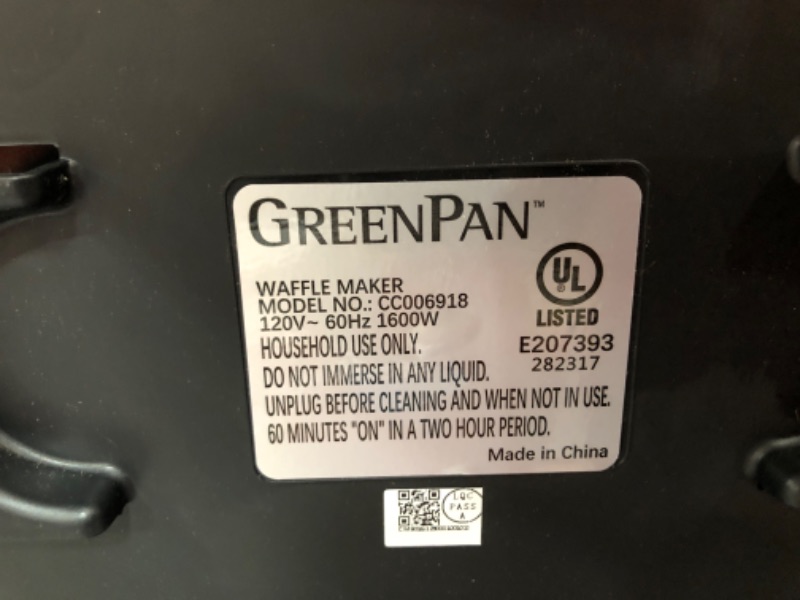 GREENPAN™
WAFFLE MAKER
MODEL NO.: CC006918
120V~ 60Hz 1600W
HOUSEHOLD USE ONLY.
DO NOT IMMERSE IN ANY LIQUID.
UNPLUG BEFORE CLEANING AND WHEN NOT IN USE.
60 MINUTES "ON" IN A TWO HOUR PERIOD.
UL
®
LISTED
E207393
282317
Made in China
PASS
A